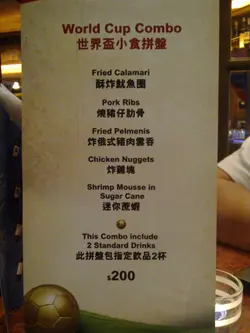 World Cup Combo
世界盃小食拼盤
Fried Calamari
酥炸魷魚圈
Pork Ribs
燒豬仔肋骨
Fried Pelmenis
炸俄式豬肉雲吞
Chicken Nuggets
炸雞塊
Shrimp Mousse in
Sugar Cane
迷你蔗蝦
This Combo include
2 Standard Drinks
此拼盤包指定飲品2杯
$200